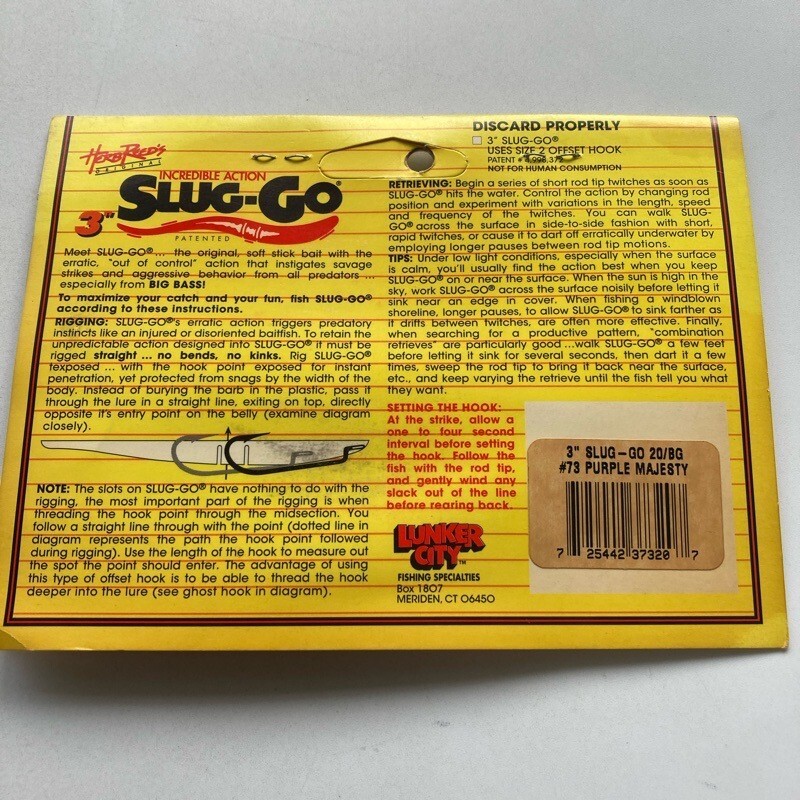 Herb Reed's
ORIGINAL
INCREDIBLE ACTION
3" SLUG-GO®
PATENTED
Meet SLUG-GO®... the original, soft stick bait with the
erratic, "out of control" action that instigates savage
strikes and aggressive behavior from all predators ...
especially from BIG BASS!
To maximize your catch and your fun, fish SLUG-GO®
according to these instructions.
RIGGING: SLUG-GO®'s erratic action triggers predatory
instincts like an injured or disoriented baitfish. To retain the
unpredictable action designed into SLUG-GO® it must be
rigged straight ... no bends, no kinks. Rig SLUG-GO®
texposed ... with the hook point exposed for instant
penetration, yet protected from snags by the width of the
body. Instead of burying the barb in the plastic, pass it
through the lure in a straight line, exiting on top, directly
opposite it's entry point on the belly (examine diagram
closely).
NOTE: The slots on SLUG-GO® have nothing to do with the
rigging, the most important part of the rigging is when
threading the hook point through the midsection. You
follow a straight line through with the point (dotted line in
diagram represents the path the hook point followed
during rigging). Use the length of the hook to measure out
the spot the point should enter. The advantage of using
this type of offset hook is to be able to thread the hook
deeper into the lure (see ghost hook in diagram).
DISCARD PROPERLY
3" SLUG-GO®
USES SIZE 2 OFFSET HOOK
PATENT #4,996,372
NOT FOR HUMAN CONSUMPTION
RETRIEVING: Begin a series of short rod tip twitches as soon as
SLUG-GO® hits the water. Control the action by changing rod
position and experiment with variations in the length, speed
and frequency of the twitches. You can walk SLUG-
GO® across the surface in side-to-side fashion with short,
rapid twitches, or cause it to dart off erratically underwater by
employing longer pauses between rod tip motions.
TIPS: Under low light conditions, especially when the surface
is calm, you'll usually find the action best when you keep
SLUG-GO® on or near the surface. When the sun is high in the
sky, work SLUG-GO® across the surface noisily before letting it
sink near an edge in cover. When fishing a windblown
shoreline, longer pauses, to allow SLUG-GO® to sink farther as
it drifts between twitches, are often more effective. Finally,
when searching for a productive pattern, "combination
retrieves" are particularly good ...walk SLUG-GO® a few feet
before letting it sink for several seconds, then dart it a few
times, sweep the rod tip to bring it back near the surface,
etc., and keep varying the retrieve until the fish tell you what
they want.
SETTING THE HOOK:
At the strike, allow a
one to four second
interval before setting
the hook. Follow the
fish with the rod tip,
and gently wind any
slack out of the line
before rearing back.
LUNKER
CITY™
FISHING SPECIALTIES
Box 1807
MERIDEN, CT 06450
3" SLUG-GO 20/BG
#73 PURPLE MAJESTY
7 25442 37320 7